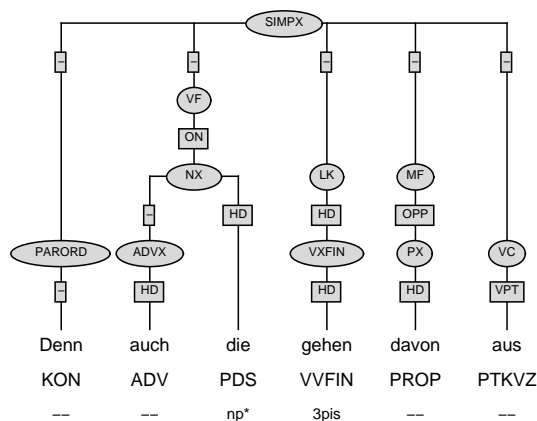 SIMPX
– – – – –
VF
ON
NX LK MF
– HD HD OPP
PARORD ADVX VXFIN PX VC
– HD HD HD VPT
Denn auch die gehen davon aus
KON ADV PDS VVFIN PROP PTKVZ
–– –– np* 3pis –– ––